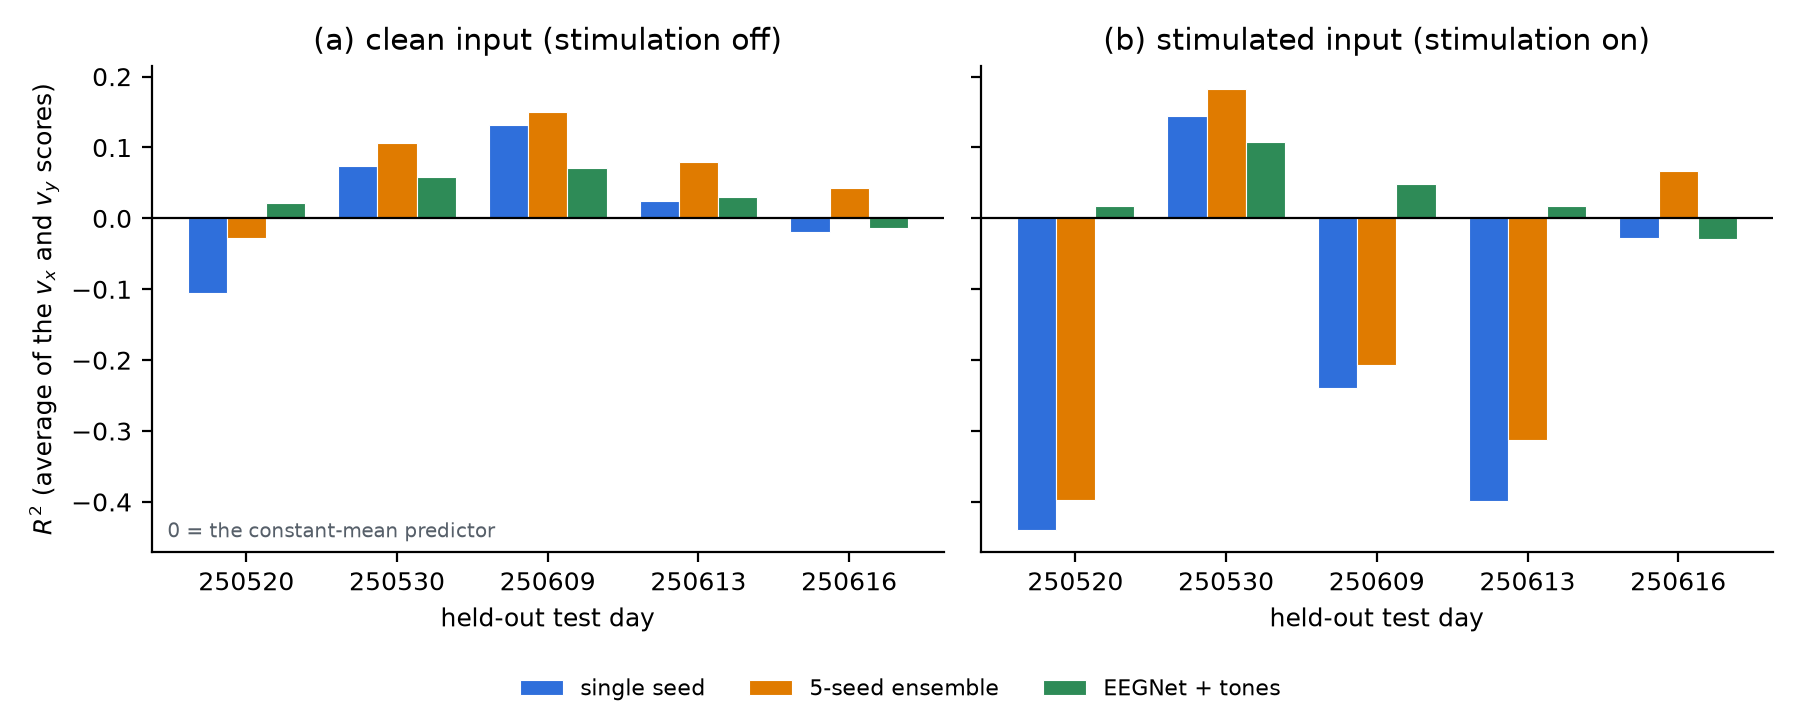 (a) clean input (stimulation off)
(b) stimulated input (stimulation on)
R² (average of the vₓ and v_y scores)
0.2
0.1
0.0
−0.1
−0.2
−0.3
−0.4
0 = the constant-mean predictor
250520 250530 250609 250613 250616
250520 250530 250609 250613 250616
held-out test day
held-out test day
single seed
5-seed ensemble
EEGNet + tones